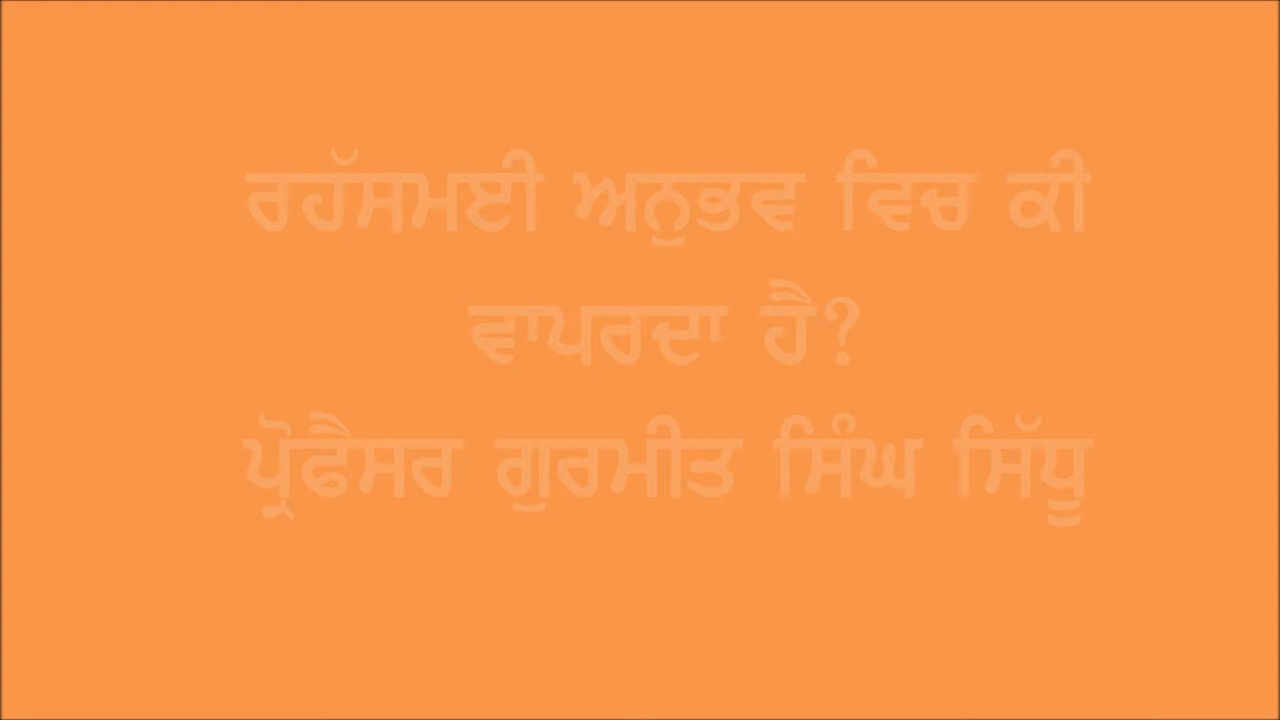 ਰਹੱਸਮਈ ਅਨੁਭਵ ਵਿਚ ਕੀ
ਵਾਪਰਦਾ ਹੈ?
ਪ੍ਰੋਫੈਸਰ ਗੁਰਮੀਤ ਸਿੰਘ ਸਿੱਧੂ